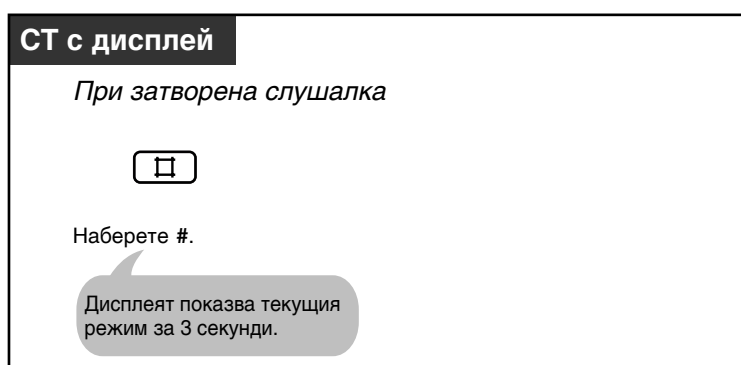 СТ с дисплей
При затворена слушалка
Наберете #.
Дисплеят показва текущия
режим за 3 секунди.